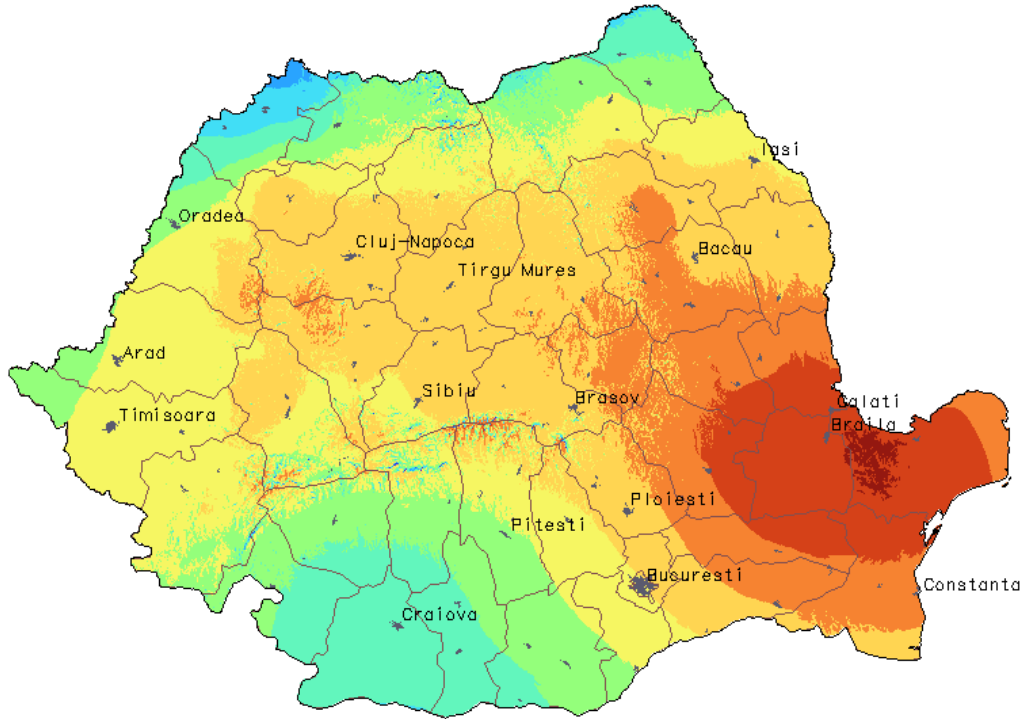 Iasi
Oradea
Cluj-Napoca
Bacau
Tirgu Mures
Arad
Sibiu
Brasov
Galati
Timisoara
Braila
Ploiesti
Pitesti
Bucuresti
Constanta
Craiova